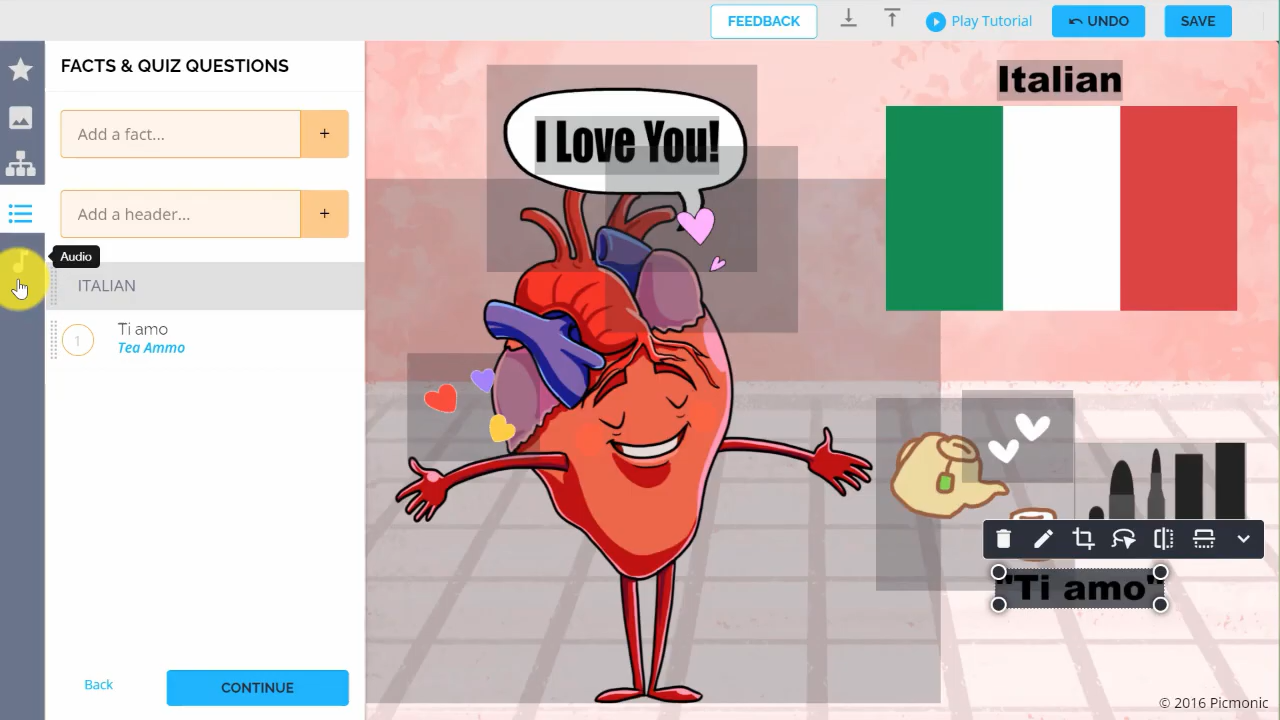 FEEDBACK
Play Tutorial
UNDO
SAVE
FACTS & QUIZ QUESTIONS
Add a fact...
+
Add a header...
+
Audio
ITALIAN
1
Ti amo
Tea Ammo
Back
CONTINUE
I Love You!
Italian
"Ti amo"
© 2016 Picmonic